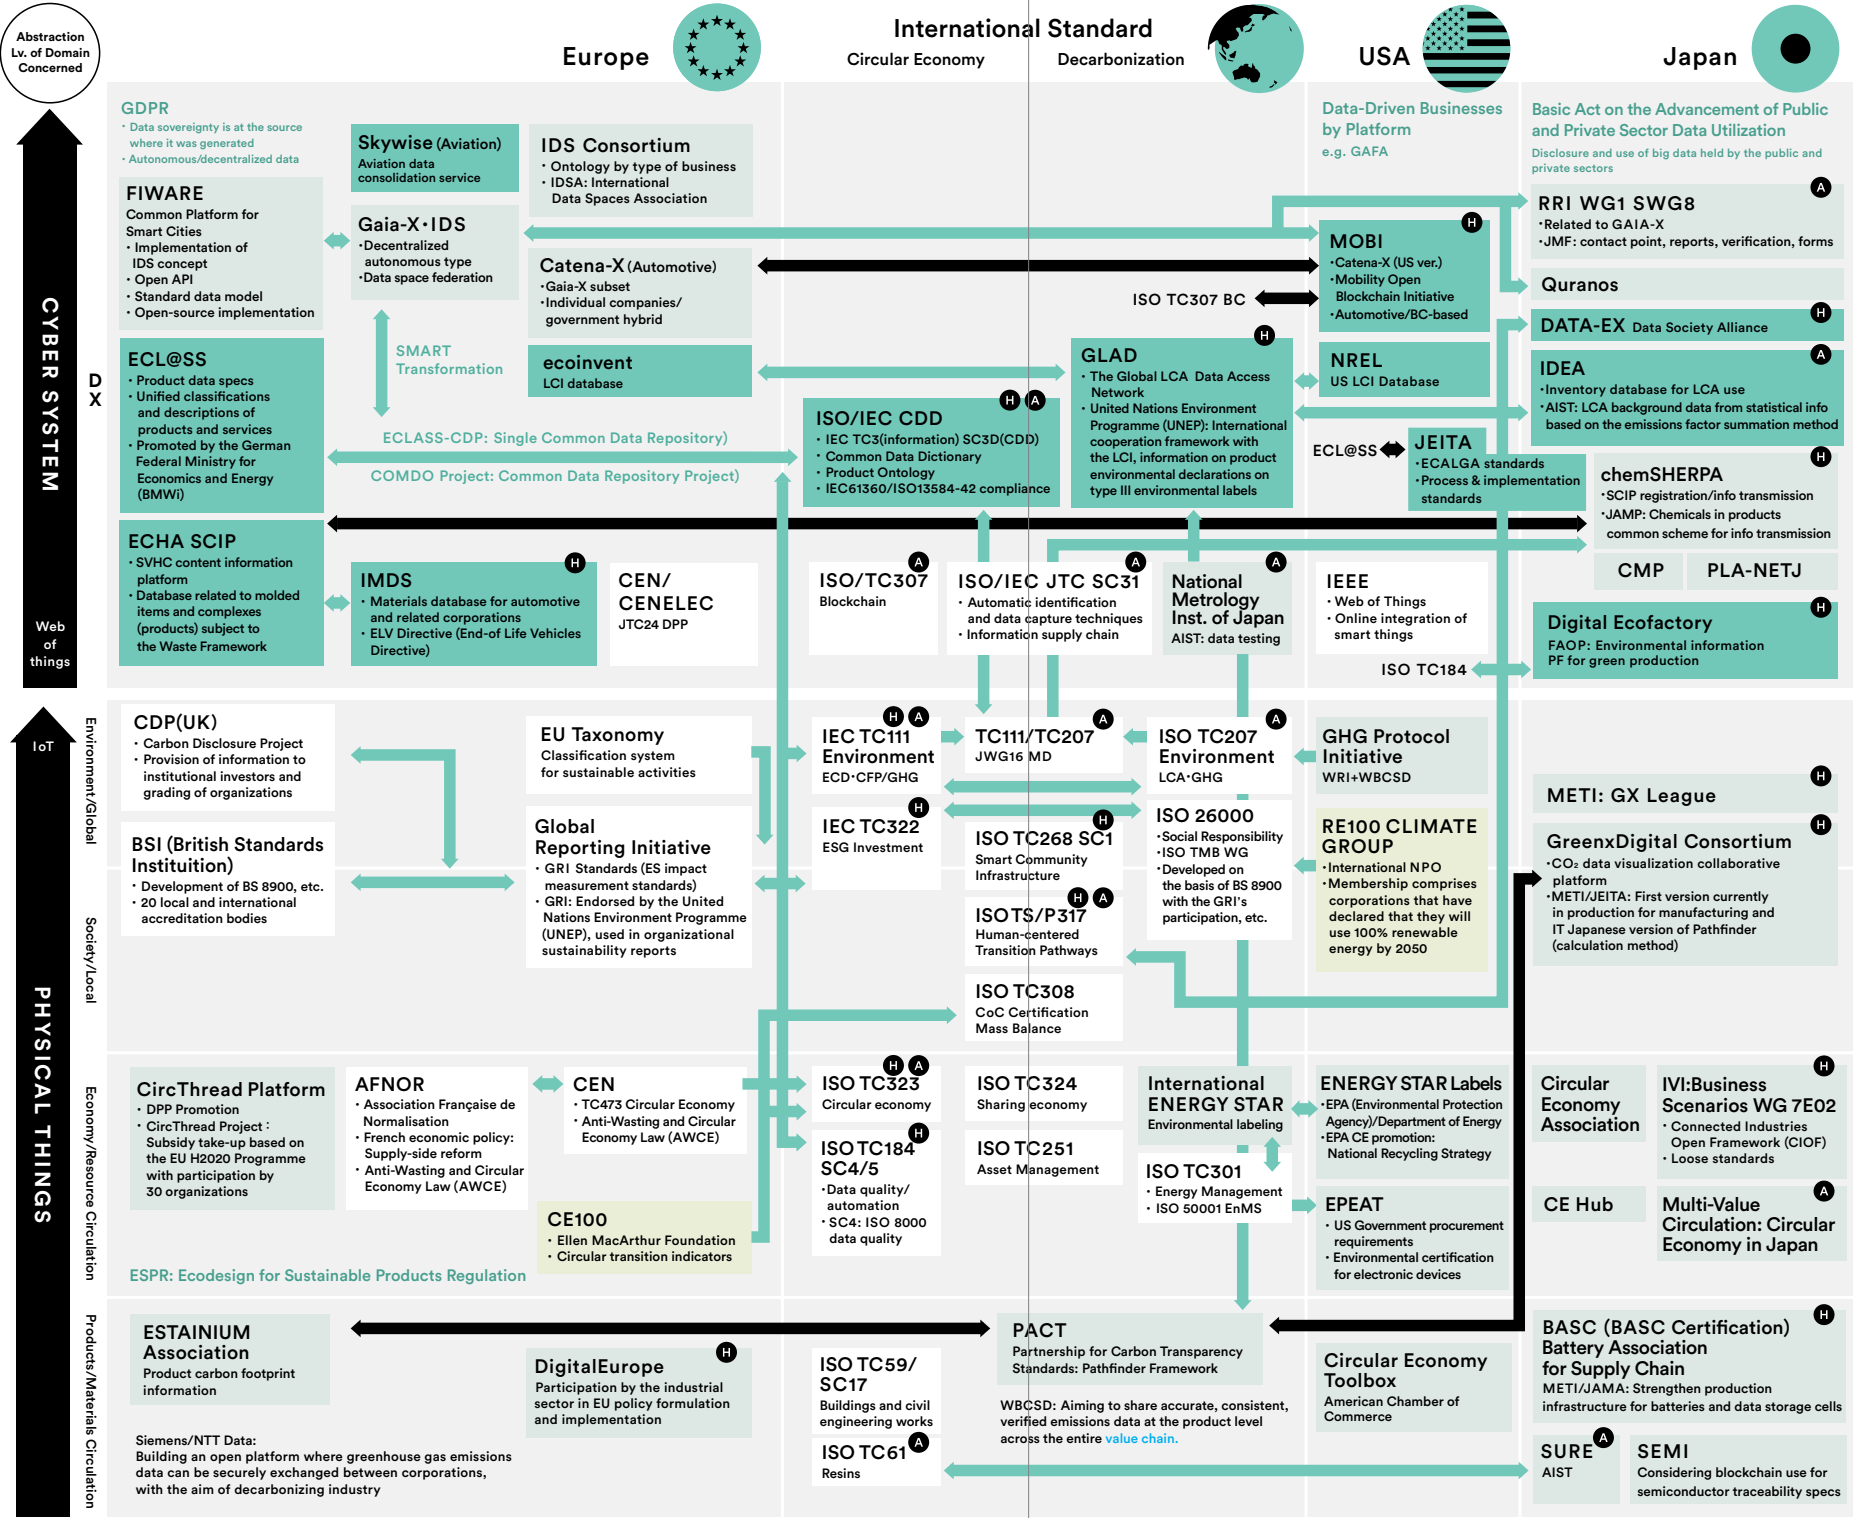 Abstraction
Lv. of Domain
Concerned
Europe
International Standard
Circular Economy
Decarbonization
USA
Japan
CYBER SYSTEM
DX
Web
of
things
GDPR
・Data sovereignty is at the source
where it was generated
・Autonomous/decentralized data
FIWARE
Common Platform for
Smart Cities
・Implementation of
IDS concept
・Open API
・Standard data model
・Open-source implementation
Skywise (Aviation)
Aviation data
consolidation service
IDS Consortium
・Ontology by type of business
・IDSA: International
Data Spaces Association
Gaia-X・IDS
・Decentralized
autonomous type
・Data space federation
Catena-X (Automotive)
・Gaia-X subset
・Individual companies/
government hybrid
SMART
Transformation
ecoinvent
LCI database
ECL@SS
・Product data specs
・Unified classifications
and descriptions of
products and services
・Promoted by the German
Federal Ministry for
Economics and Energy
(BMWi)
ECLASS-CDP: Single Common Data Repository)
COMDO Project: Common Data Repository Project)
ECHA SCIP
・SVHC content information
platform
・Database related to molded
items and complexes
(products) subject to
the Waste Framework
H
IMDS
・Materials database for automotive
and related corporations
・ELV Directive (End-of Life Vehicles
Directive)
CEN/
CENELEC
JTC24 DPP
H A
ISO/IEC CDD
・IEC TC3(information) SC3D(CDD)
・Common Data Dictionary
・Product Ontology
・IEC61360/ISO13584-42 compliance
H
GLAD
・The Global LCA Data Access
Network
・United Nations Environment
Programme (UNEP): International
cooperation framework with
the LCI, information on product
environmental declarations on
type III environmental labels
A
ISO/TC307
Blockchain
A
ISO/IEC JTC SC31
・Automatic identification
and data capture techniques
・Information supply chain
A
National
Metrology
Inst. of Japan
AIST: data testing
Data-Driven Businesses
by Platform
e.g. GAFA
H
MOBI
・Catena-X (US ver.)
・Mobility Open
Blockchain Initiative
・Automotive/BC-based
ISO TC307 BC
NREL
US LCI Database
ECL@SS
JEITA
・ECALGA standards
・Process & implementation
standards
IEEE
・Web of Things
・Online integration of
smart things
ISO TC184
Basic Act on the Advancement of Public
and Private Sector Data Utilization
Disclosure and use of big data held by the public and
private sectors
A
RRI WG1 SWG8
・Related to GAIA-X
・JMF: contact point, reports, verification, forms
Quranos
H
DATA-EX Data Society Alliance
A
IDEA
・Inventory database for LCA use
・AIST: LCA background data from statistical info
based on the emissions factor summation method
H
chemSHERPA
・SCIP registration/info transmission
・JAMP: Chemicals in products
common scheme for info transmission
CMP
PLA-NETJ
H
Digital Ecofactory
FAOP: Environmental information
PF for green production
PHYSICAL THINGS
IoT
Environment/Global
Society/Local
Economy/Resource Circulation
Products/Materials Circulation
CDP(UK)
・Carbon Disclosure Project
・Provision of information to
institutional investors and
grading of organizations
BSI (British Standards
Instituition)
・Development of BS 8900, etc.
・20 local and international
accreditation bodies
EU Taxonomy
Classification system
for sustainable activities
Global
Reporting Initiative
・GRI Standards (ES impact
measurement standards)
・GRI: Endorsed by the United
Nations Environment Programme
(UNEP), used in organizational
sustainability reports
H A
IEC TC111
Environment
ECD・CFP/GHG
A
TC111/TC207
JWG16 MD
A
ISO TC207
Environment
LCA・GHG
H
IEC TC322
ESG Investment
H
ISO TC268 SC1
Smart Community
Infrastructure
H A
ISOTS/P317
Human-centered
Transition Pathways
ISO TC308
CoC Certification
Mass Balance
ISO 26000
・Social Responsibility
・ISO TMB WG
・Developed on
the basis of BS 8900
with the GRI's
participation, etc.
GHG Protocol
Initiative
WRI+WBCSD
RE100 CLIMATE
GROUP
・International NPO
・Membership comprises
corporations that have
declared that they will
use 100% renewable
energy by 2050
H
METI: GX League
H
GreenxDigital Consortium
・CO₂ data visualization collaborative
platform
・METI/JEITA: First version currently
in production for manufacturing and
IT Japanese version of Pathfinder
(calculation method)
CircThread Platform
・DPP Promotion
・CircThread Project：
Subsidy take-up based on
the EU H2020 Programme
with participation by
30 organizations
AFNOR
・Association Française de
Normalisation
・French economic policy:
Supply-side reform
・Anti-Wasting and Circular
Economy Law (AWCE)
CEN
・TC473 Circular Economy
・Anti-Wasting and Circular
Economy Law (AWCE)
CE100
・Ellen MacArthur Foundation
・Circular transition indicators
ESPR: Ecodesign for Sustainable Products Regulation
H A
ISO TC323
Circular economy
H
ISO TC184
SC4/5
・Data quality/
automation
・SC4: ISO 8000
data quality
ISO TC324
Sharing economy
ISO TC251
Asset Management
International
ENERGY STAR
Environmental labeling
ISO TC301
・Energy Management
・ISO 50001 EnMS
ENERGY STAR Labels
・EPA (Environmental Protection
Agency)/Department of Energy
・EPA CE promotion:
National Recycling Strategy
EPEAT
・US Government procurement
requirements
・Environmental certification
for electronic devices
Circular
Economy
Association
H
IVI:Business
Scenarios WG 7E02
・Connected Industries
Open Framework (CIOF)
・Loose standards
CE Hub
A
Multi-Value
Circulation: Circular
Economy in Japan
ESTAINIUM
Association
Product carbon footprint
information
H
DigitalEurope
Participation by the industrial
sector in EU policy formulation
and implementation
Siemens/NTT Data:
Building an open platform where greenhouse gas emissions
data can be securely exchanged between corporations,
with the aim of decarbonizing industry
ISO TC59/
SC17
Buildings and civil
engineering works
A
ISO TC61
Resins
PACT
Partnership for Carbon Transparency
Standards: Pathfinder Framework
WBCSD: Aiming to share accurate, consistent,
verified emissions data at the product level
across the entire value chain.
Circular Economy
Toolbox
American Chamber of
Commerce
H
BASC (BASC Certification)
Battery Association
for Supply Chain
METI/JAMA: Strengthen production
infrastructure for batteries and data storage cells
A
SURE
AIST
SEMI
Considering blockchain use for
semiconductor traceability specs